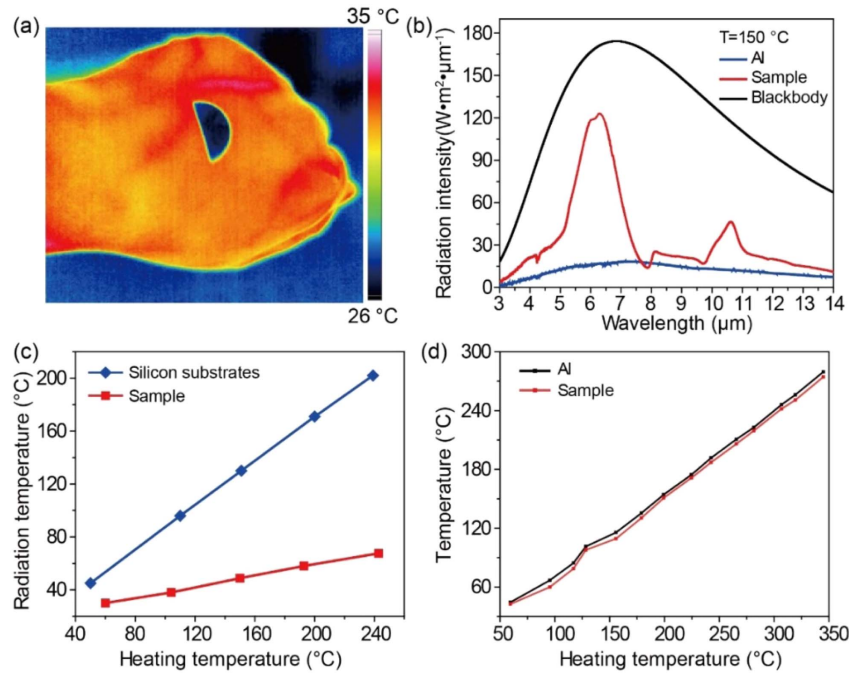 (a)
35 °C
26 °C
(b)
Radiation intensity(W•m²•μm⁻¹)
180
150
120
90
60
30
0
T=150 °C
Al
Sample
Blackbody
3 4 5 6 7 8 9 10 11 12 13 14
Wavelength (μm)
(c)
Radiation temperature (°C)
200
160
120
80
40
Silicon substrates
Sample
40 80 120 160 200 240
Heating temperature (°C)
(d)
Temperature (°C)
300
240
180
120
60
Al
Sample
50 100 150 200 250 300 350
Heating temperature (°C)